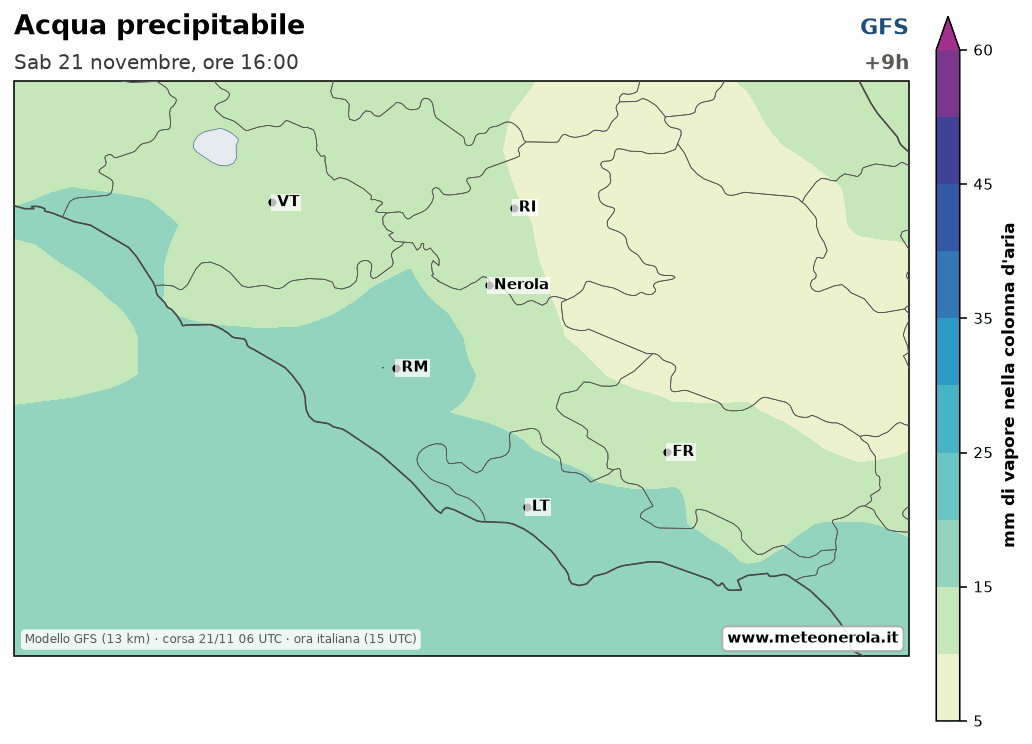 Acqua precipitabile
GFS
Sab 21 novembre, ore 16:00
+9h
VT
RI
Nerola
RM
FR
LT
60
45
35
25
15
5
mm di vapore nella colonna d'aria
Modello GFS (13 km) · corsa 21/11 06 UTC · ora italiana (15 UTC)
www.meteonerola.it